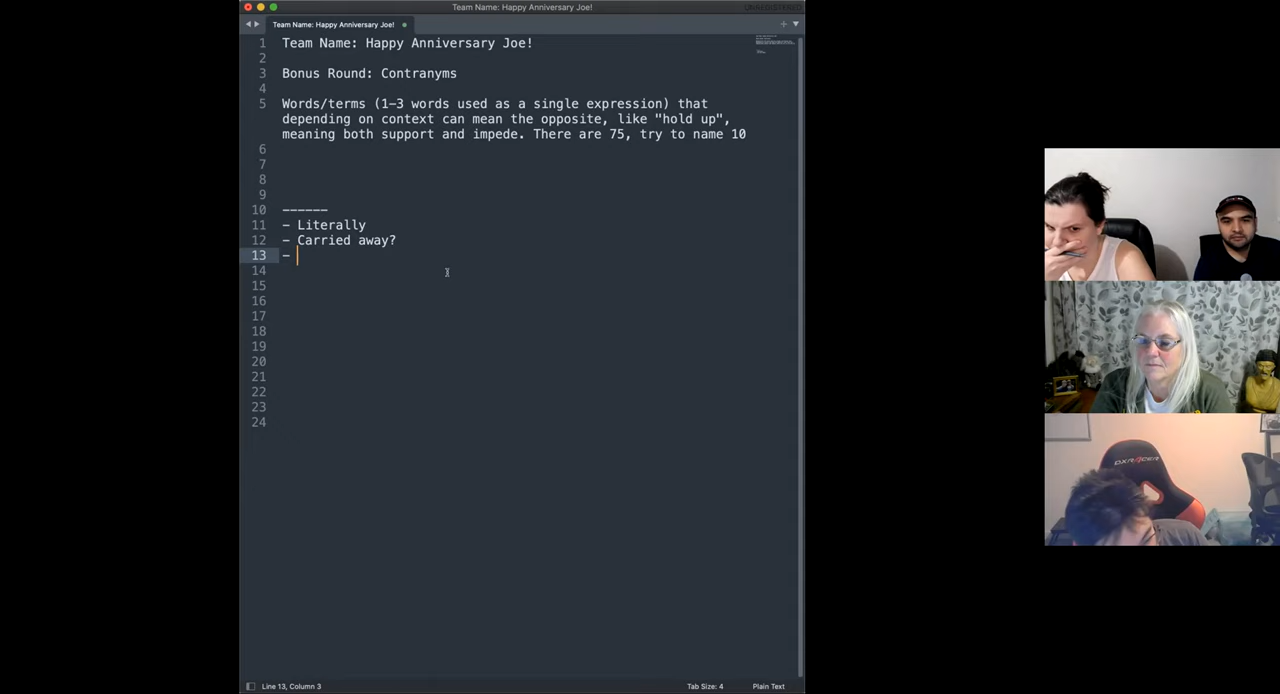 Team Name: Happy Anniversary Joe!
UNREGISTERED
Team Name: Happy Anniversary Joe!
1 Team Name: Happy Anniversary Joe!
2
3 Bonus Round: Contranyms
4
5 Words/terms (1-3 words used as a single expression) that
depending on context can mean the opposite, like "hold up",
meaning both support and impede. There are 75, try to name 10
6
7
8
9
10 ------
11 - Literally
12 - Carried away?
13 -
14
15
16
17
18
19
20
21
22
23
24
Line 13, Column 3
Tab Size: 4
Plain Text
DXRACER